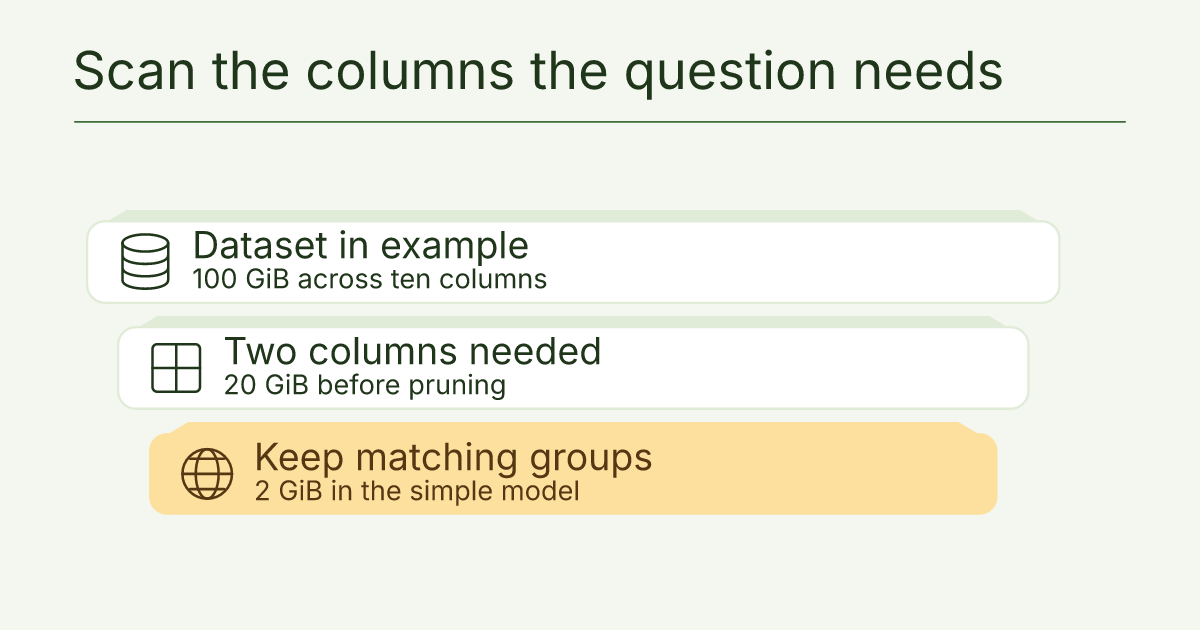 Scan the columns the question needs
Dataset in example
100 GiB across ten columns
Two columns needed
20 GiB before pruning
Keep matching groups
2 GiB in the simple model